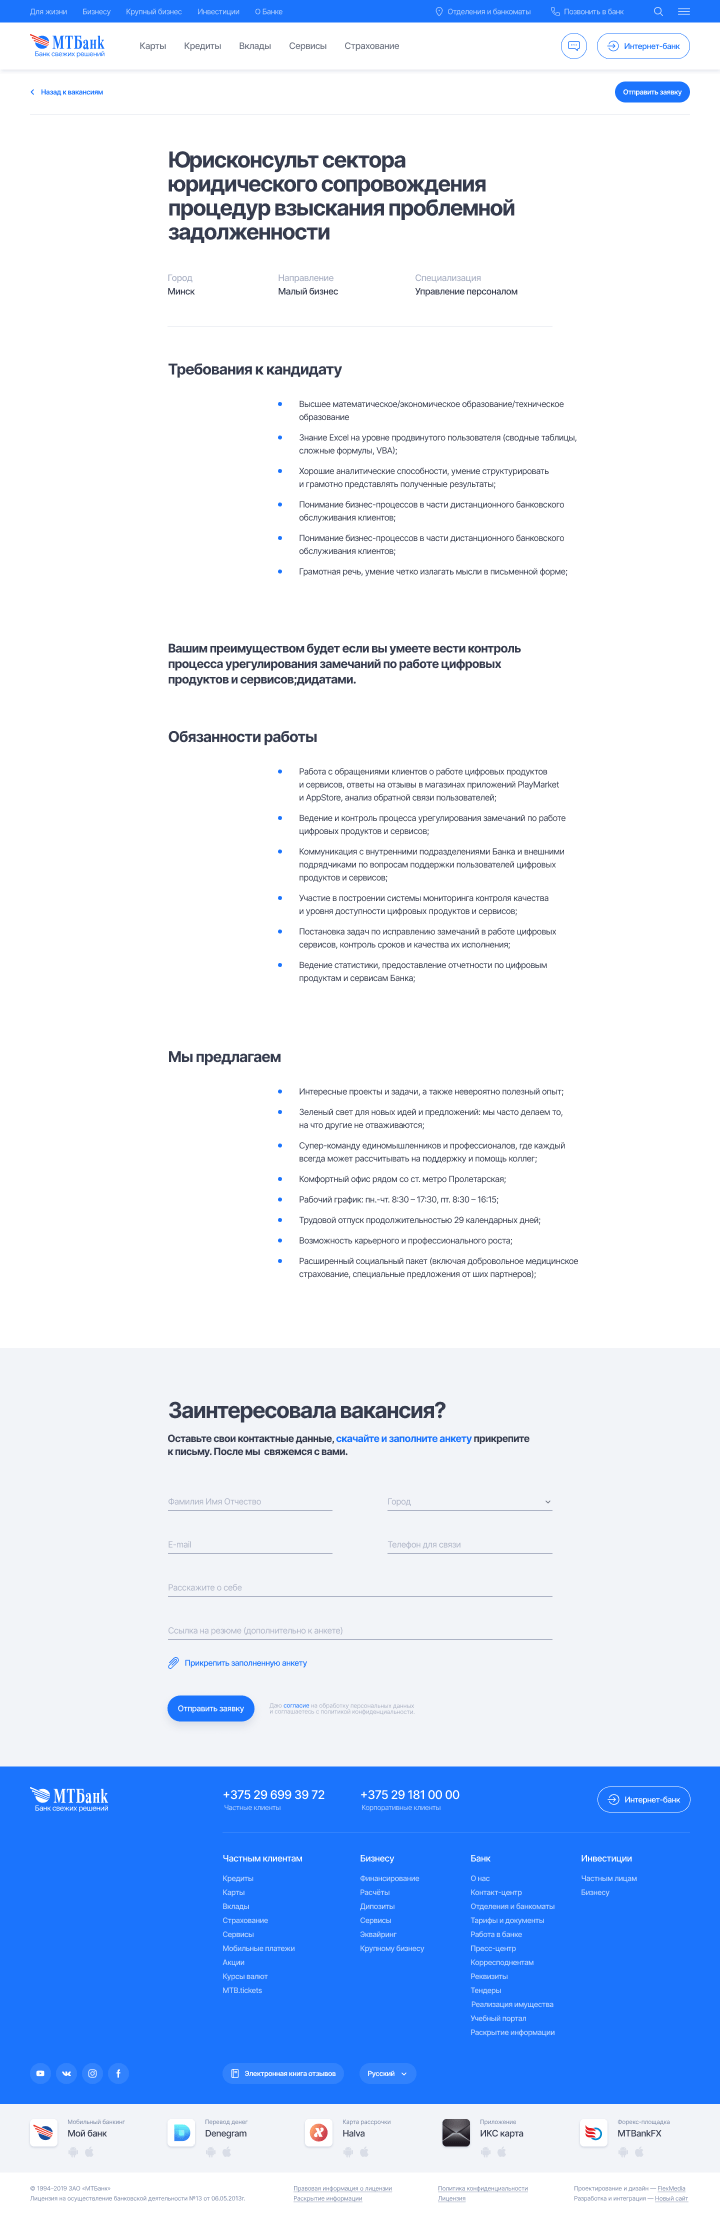 Для жизни Бизнесу Крупный бизнес Инвестиции О Банке Отделения и банкоматы Позвонить в банк
МТБанк
Банк свежих решений
Карты Кредиты Вклады Сервисы Страхование Интернет-банк
Назад к вакансиям Отправить заявку
Юрисконсульт сектора
юридического сопровождения
процедур взыскания проблемной
задолженности
Город Направление Специализация
Минск Малый бизнес Управление персоналом
Требования к кандидату
Высшее математическое/экономическое образование/техническое
образование
Знание Excel на уровне продвинутого пользователя (сводные таблицы,
сложные формулы, VBA);
Хорошие аналитические способности, умение структурировать
и грамотно представлять полученные результаты;
Понимание бизнес-процессов в части дистанционного банковского
обслуживания клиентов;
Понимание бизнес-процессов в части дистанционного банковского
обслуживания клиентов;
Грамотная речь, умение четко излагать мысли в письменной форме;
Вашим преимуществом будет если вы умеете вести контроль
процесса урегулирования замечаний по работе цифровых
продуктов и сервисов;дидатами.
Обязанности работы
Работа с обращениями клиентов о работе цифровых продуктов
и сервисов, ответы на отзывы в магазинах приложений PlayMarket
и AppStore, анализ обратной связи пользователей;
Ведение и контроль процесса урегулирования замечаний по работе
цифровых продуктов и сервисов;
Коммуникация с внутренними подразделениями Банка и внешними
подрядчиками по вопросам поддержки пользователей цифровых
продуктов и сервисов;
Участие в построении системы мониторинга контроля качества
и уровня доступности цифровых продуктов и сервисов;
Постановка задач по исправлению замечаний в работе цифровых
сервисов, контроль сроков и качества их исполнения;
Ведение статистики, предоставление отчетности по цифровым
продуктам и сервисам Банка;
Мы предлагаем
Интересные проекты и задачи, а также невероятно полезный опыт;
Зеленый свет для новых идей и предложений: мы часто делаем то,
на что другие не отваживаются;
Супер-команду единомышленников и профессионалов, где каждый
всегда может рассчитывать на поддержку и помощь коллег;
Комфортный офис рядом со ст. метро Пролетарская;
Рабочий график: пн.-чт. 8:30 – 17:30, пт. 8:30 – 16:15;
Трудовой отпуск продолжительностью 29 календарных дней;
Возможность карьерного и профессионального роста;
Расширенный социальный пакет (включая добровольное медицинское
страхование, специальные предложения от ших партнеров);
Заинтересовала вакансия?
Оставьте свои контактные данные, скачайте и заполните анкету прикрепите
к письму. После мы свяжемся с вами.
Фамилия Имя Отчество Город
E-mail Телефон для связи
Расскажите о себе
Ссылка на резюме (дополнительно к анкете)
Прикрепить заполненную анкету
Отправить заявку
Даю согласие на обработку персональных данных
и соглашаетесь с политикой конфиденциальности.
МТБанк
Банк свежих решений
+375 29 699 39 72 +375 29 181 00 00 Интернет-банк
Частные клиенты Корпоративные клиенты
Частным клиентам Бизнесу Банк Инвестиции
Кредиты Финансирование О нас Частным лицам
Карты Расчёты Контакт-центр Бизнесу
Вклады Дипозиты Отделения и банкоматы
Страхование Сервисы Тарифы и документы
Сервисы Эквайринг Работа в банке
Мобильные платежи Крупному бизнесу Пресс-центр
Акции Корреспондентам
Курсы валют Реквизиты
MTB.tickets Тендеры
Реализация имущества
Учебный портал
Раскрытие информации
Электронная книга отзывов Русский
Мобильный банкинг Перевод денег Карта рассрочки Приложение Форекс-площадка
Мой банк Denegram Halva ИКС карта MTBankFX
© 1994–2019 ЗАО «МТБанк» Правовая информация о лицензии Политика конфиденциальности Проектирование и дизайн — FlexMedia
Лицензия на осуществление банковской деятельности №13 от 06.05.2013г. Раскрытие информации Лицензия Разработка и интеграция — Новый сайт